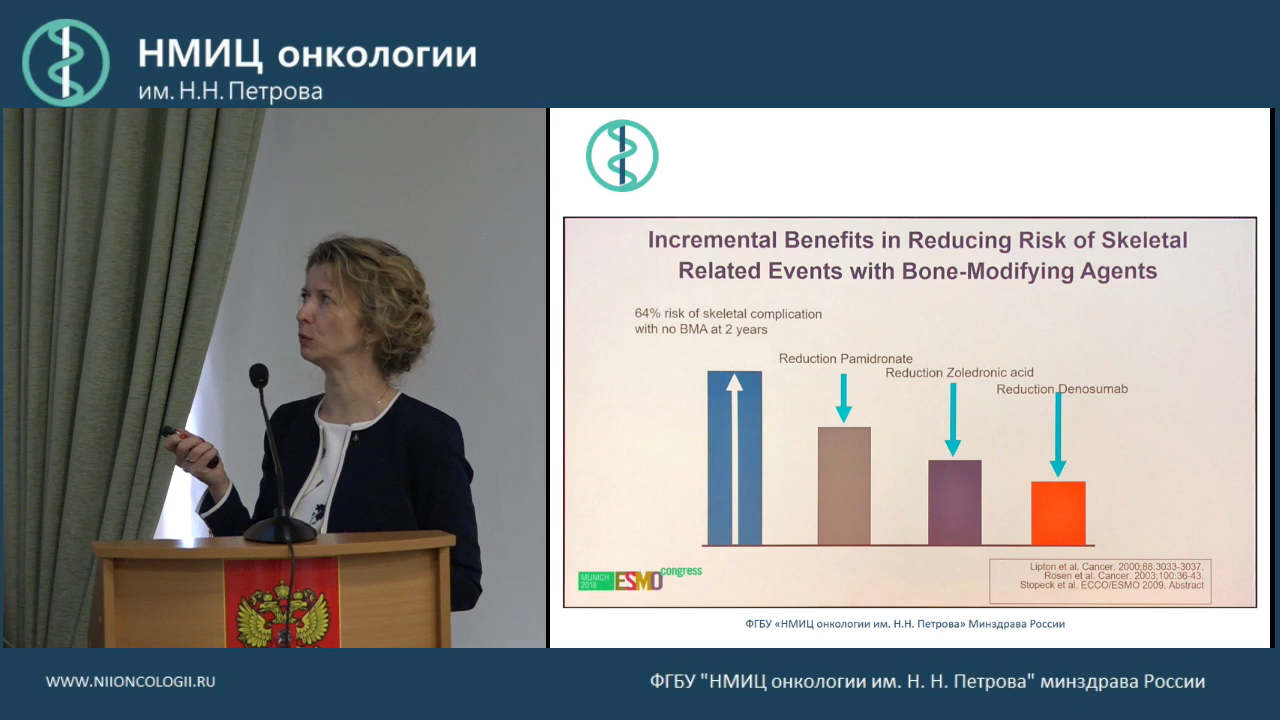 НМИЦ онкологии
им. Н.Н. Петрова
Incremental Benefits in Reducing Risk of Skeletal
Related Events with Bone-Modifying Agents
64% risk of skeletal complication
with no BMA at 2 years
Reduction Pamidronate
Reduction Zoledronic acid
Reduction Denosumab
MUNICH
2018
ESMO congress
Lipton et al. Cancer. 2000;88:3033-3037.
Rosen et al. Cancer. 2003;100:36-43.
Stopeck et al. ECCO/ESMO 2009. Abstract
ФГБУ «НМИЦ онкологии им. Н.Н. Петрова» Минздрава России
WWW.NIIONCOLOGII.RU
ФГБУ "НМИЦ онкологии им. Н. Н. Петрова" минздрава России